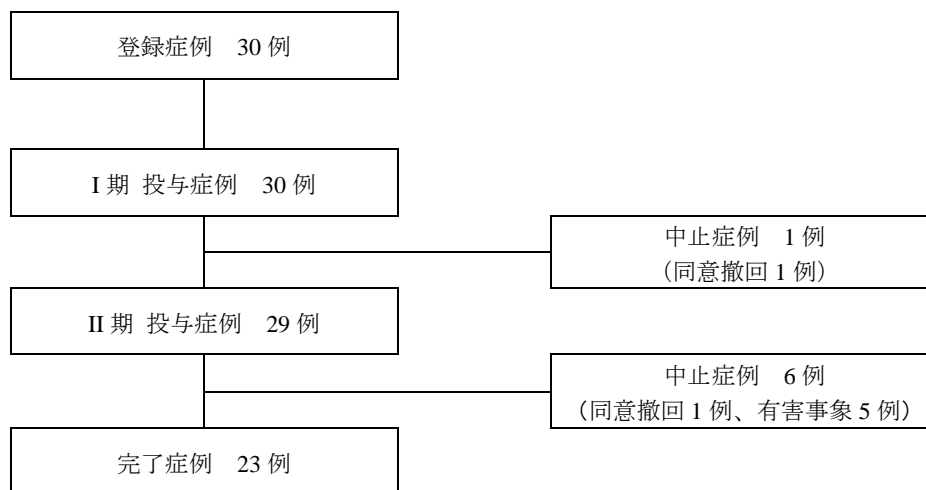 登録症例　30 例
I 期 投与症例　30 例
中止症例　1 例
（同意撤回 1 例）
II 期 投与症例　29 例
中止症例　6 例
（同意撤回 1 例、有害事象 5 例）
完了症例　23 例